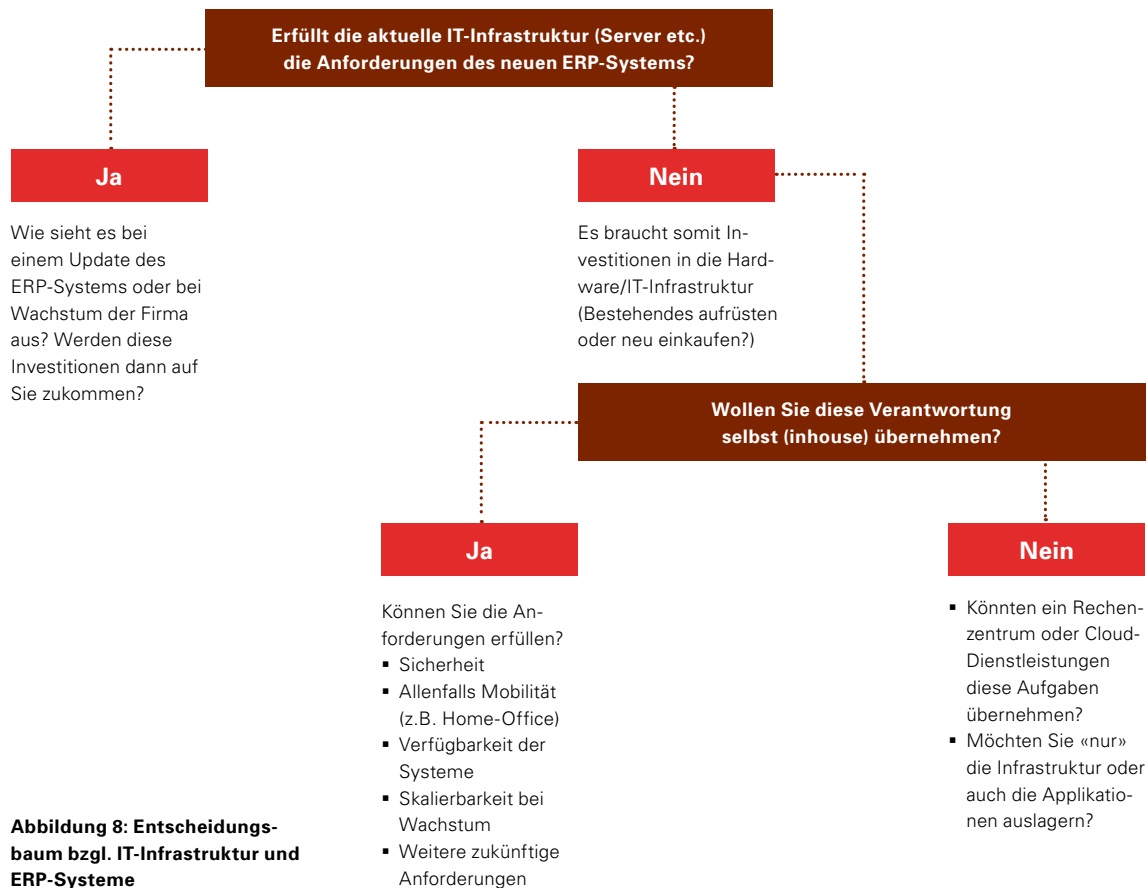 Erfüllt die aktuelle IT-Infrastruktur (Server etc.)
die Anforderungen des neuen ERP-Systems?
Ja
Wie sieht es bei
einem Update des
ERP-Systems oder bei
Wachstum der Firma
aus? Werden diese
Investitionen dann auf
Sie zukommen?
Nein
Es braucht somit In-
vestitionen in die Hard-
ware/IT-Infrastruktur
(Bestehendes aufrüsten
oder neu einkaufen?)
Wollen Sie diese Verantwortung
selbst (inhouse) übernehmen?
Ja
Können Sie die An-
forderungen erfüllen?
▪ Sicherheit
▪ Allenfalls Mobilität
(z.B. Home-Office)
▪ Verfügbarkeit der
Systeme
▪ Skalierbarkeit bei
Wachstum
▪ Weitere zukünftige
Anforderungen
Nein
▪ Könnten ein Rechen-
zentrum oder Cloud-
Dienstleistungen
diese Aufgaben
übernehmen?
▪ Möchten Sie «nur»
die Infrastruktur oder
auch die Applikatio-
nen auslagern?
Abbildung 8: Entscheidungs-
baum bzgl. IT-Infrastruktur und
ERP-Systeme